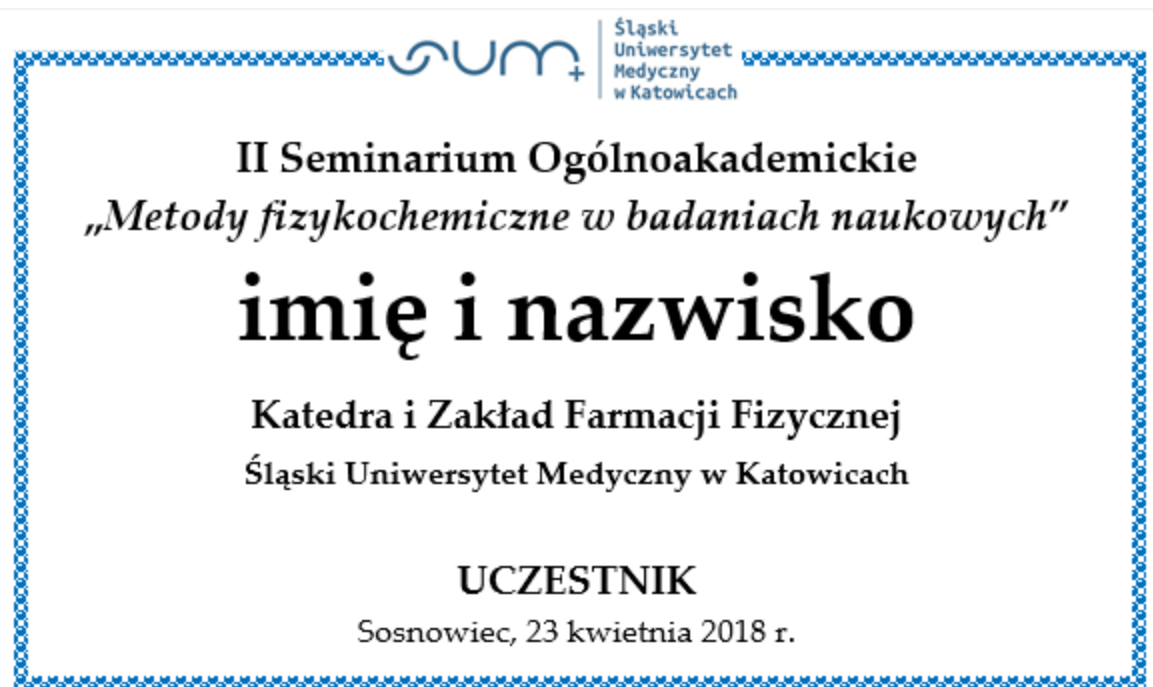 sum+
Śląski
Uniwersytet
Medyczny
w Katowicach
II Seminarium Ogólnoakademickie
„Metody fizykochemiczne w badaniach naukowych”
imię i nazwisko
Katedra i Zakład Farmacji Fizycznej
Śląski Uniwersytet Medyczny w Katowicach
UCZESTNIK
Sosnowiec, 23 kwietnia 2018 r.